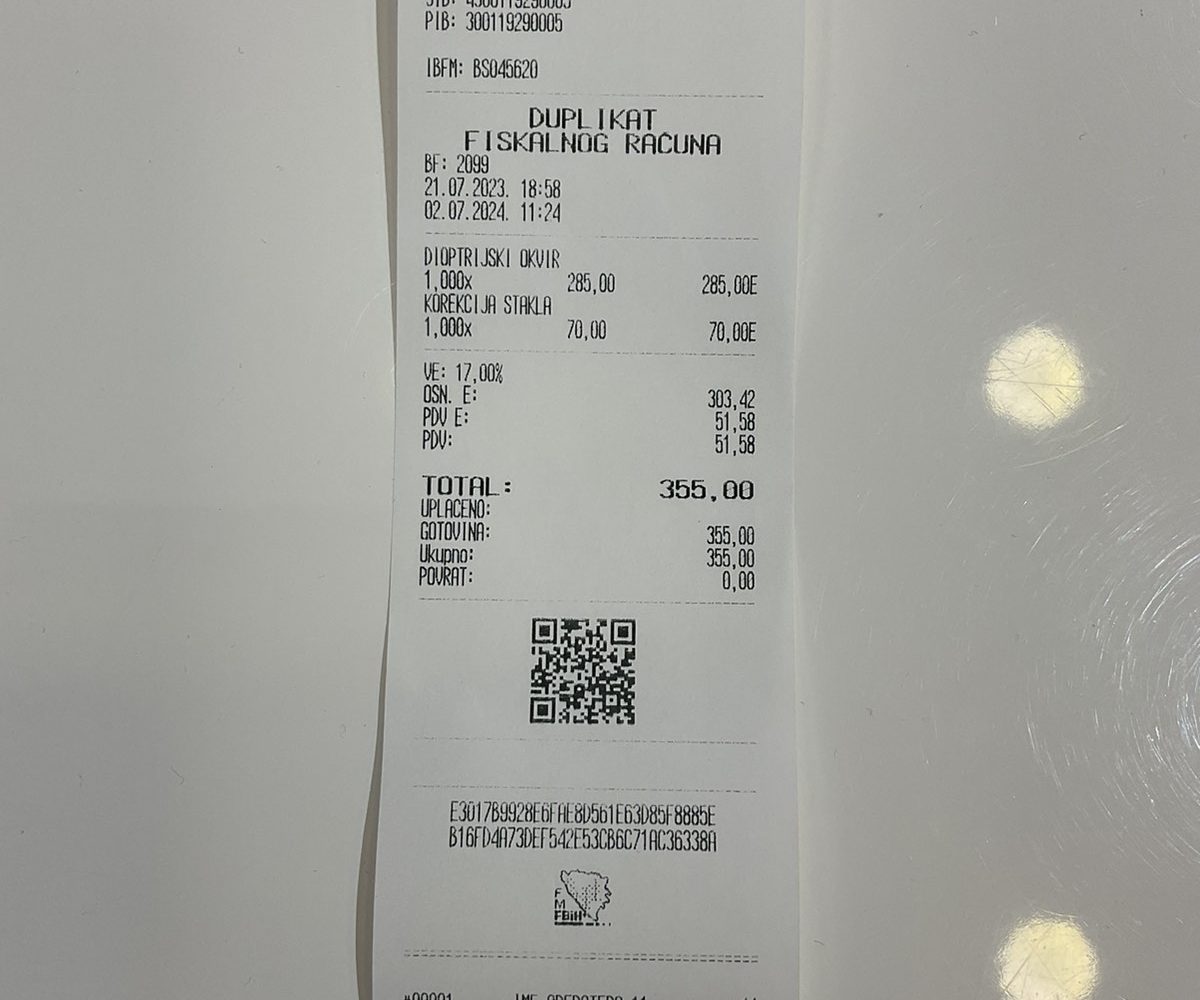 PIB: 300119290005
IBFM: BS045620
DUPLIKAT
FISKALNOG RAČUNA
BF: 2099
21.07.2023. 18:58
02.07.2024. 11:24
DIOPTRIJSKI OKVIR
1,000x 285,00 285,00E
KOREKCIJA STAKLA
1,000x 70,00 70,00E
VE: 17,00%
OSN. E: 303,42
PDV E: 51,58
PDV: 51,58
TOTAL: 355,00
UPLAĆENO:
GOTOVINA: 355,00
Ukupno: 355,00
POVRAT: 0,00
E3017B9928E6FAE8D561E63D85F8885E
B16FD4A73DEF542E53CB6C71AC36338A
F
M
FBiH